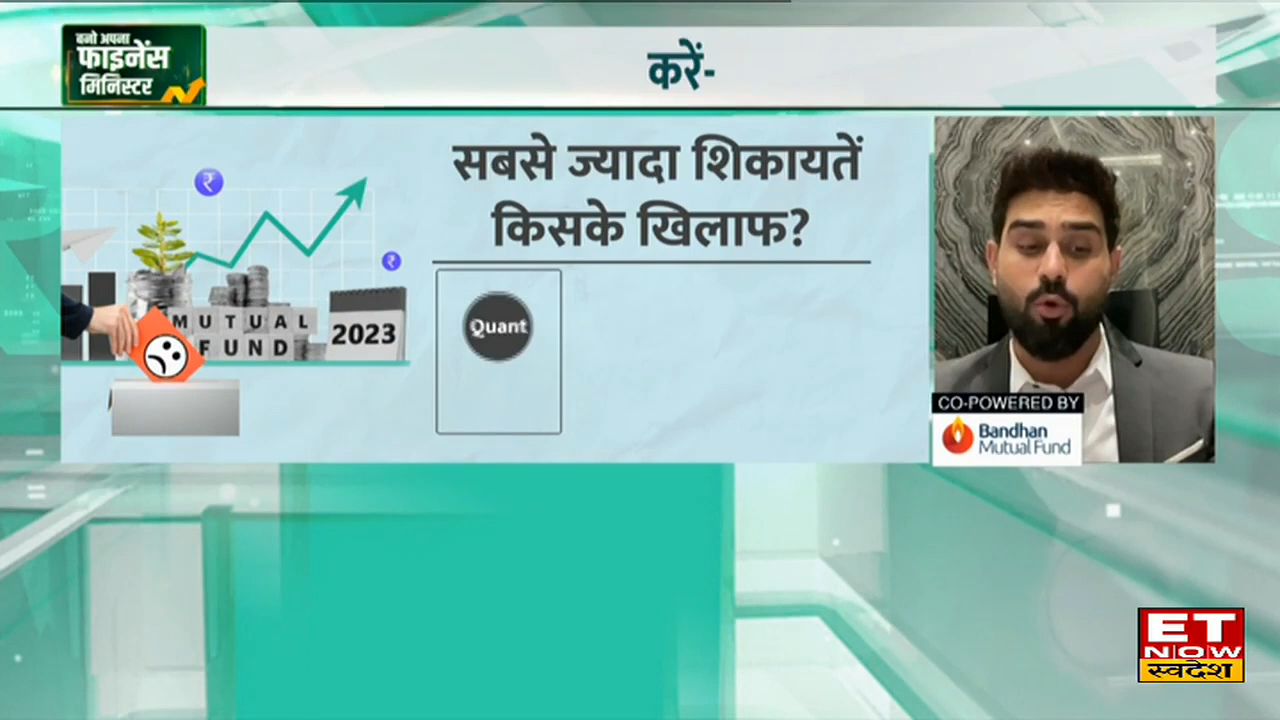 बनो अपना
फाइनेंस
मिनिस्टर
करें-
सबसे ज्यादा शिकायतें
किसके खिलाफ?
₹
₹
MUTUAL
FUND
2023
Quant
CO-POWERED BY
Bandhan
Mutual Fund
ET
NOW
स्वदेश